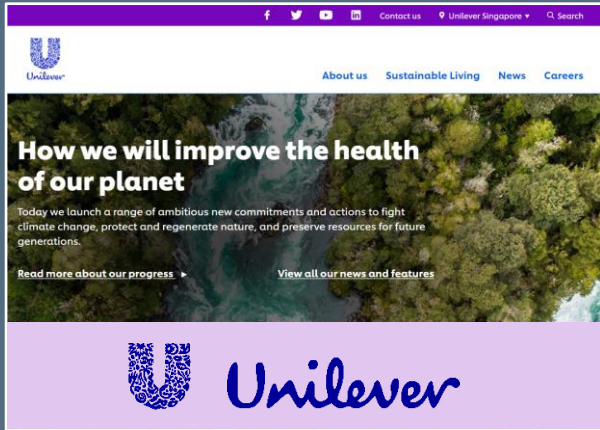 Contact us Unilever Singapore Search
Unilever
About us Sustainable Living News Careers
How we will improve the health
of our planet
Today we launch a range of ambitious new commitments and actions to fight
climate change, protect and regenerate nature, and preserve resources for future
generations.
Read more about our progress
View all our news and features
Unilever